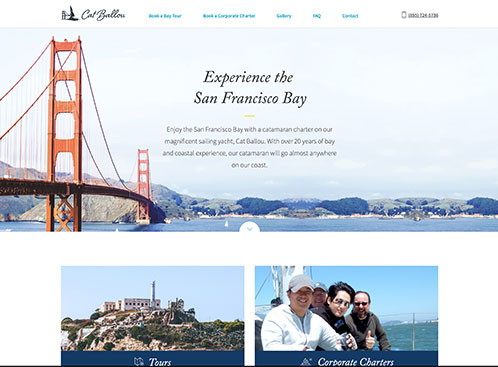 Cat Ballou
Book a Bay Tour
Book a Corporate Charter
Gallery
FAQ
Contact
(555) 724-0736
Experience the
San Francisco Bay
Enjoy the San Francisco Bay with a catamaran charter on our
magnificent sailing yacht, Cat Ballou. With over 20 years of bay
and coastal experience, our catamaran will go almost anywhere
on our coast.
Tours
Corporate Charters